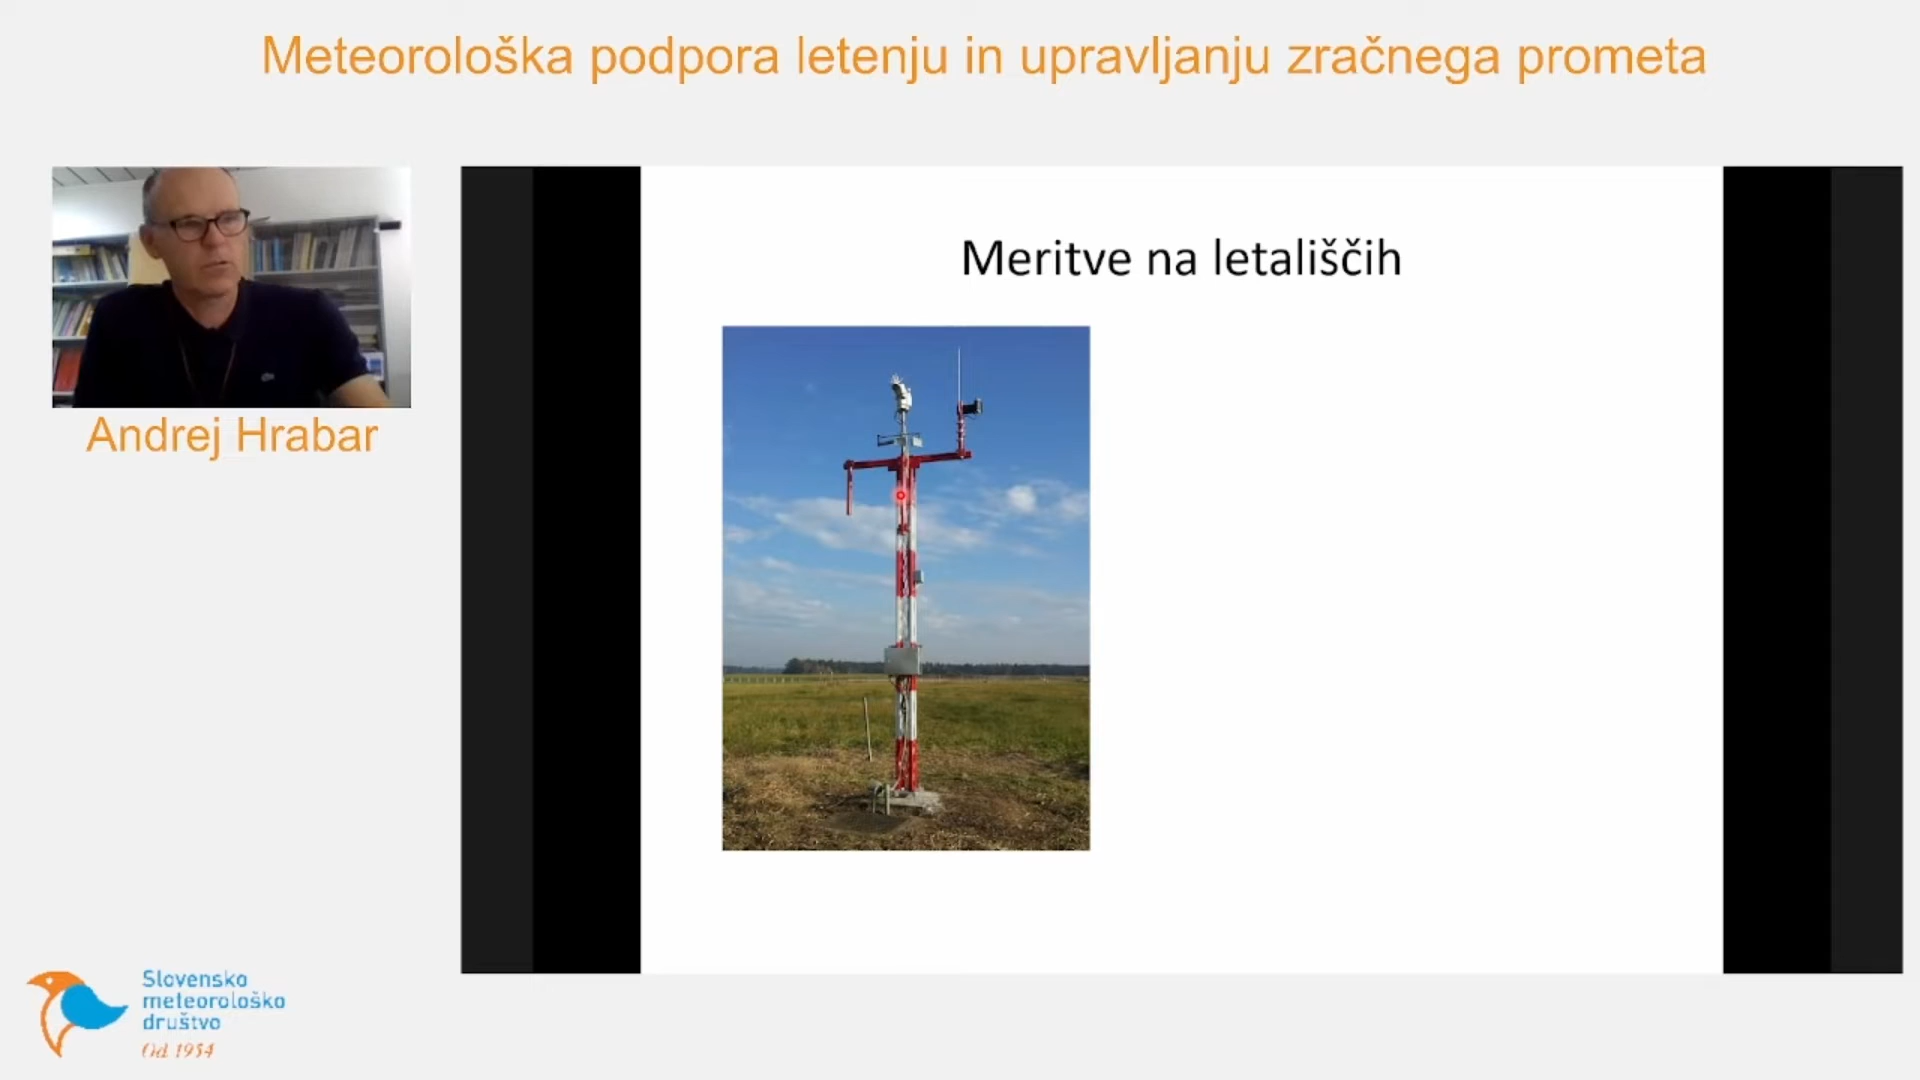 Meteorološka podpora letenju in upravljanju zračnega prometa
Meritve na letališčih
Andrej Hrabar
Slovensko
meteorološko
društvo
Od 1954